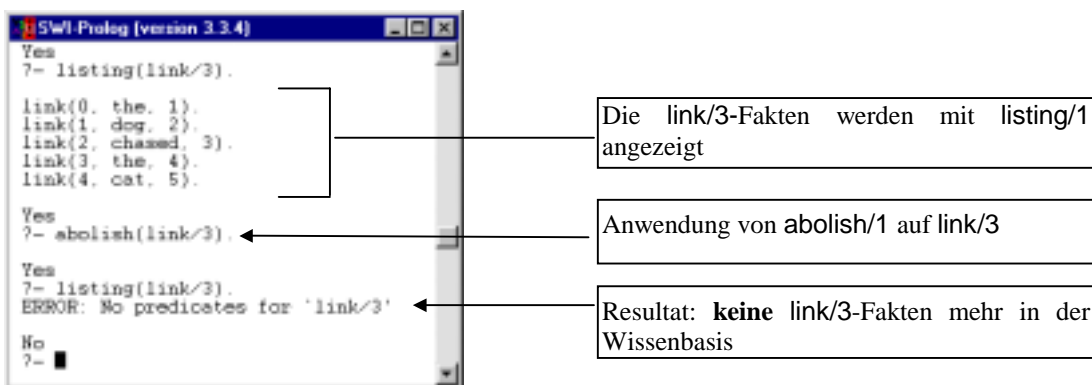 SWI-Prolog (version 3.3.4)
Yes
?- listing(link/3).
link(0, the, 1).
link(1, dog, 2).
link(2, chased, 3).
link(3, the, 4).
link(4, cat, 5).
Yes
?- abolish(link/3).
Yes
?- listing(link/3).
ERROR: No predicates for `link/3'
No
?-
Die link/3-Fakten werden mit listing/1
angezeigt
Anwendung von abolish/1 auf link/3
Resultat: keine link/3-Fakten mehr in der
Wissenbasis